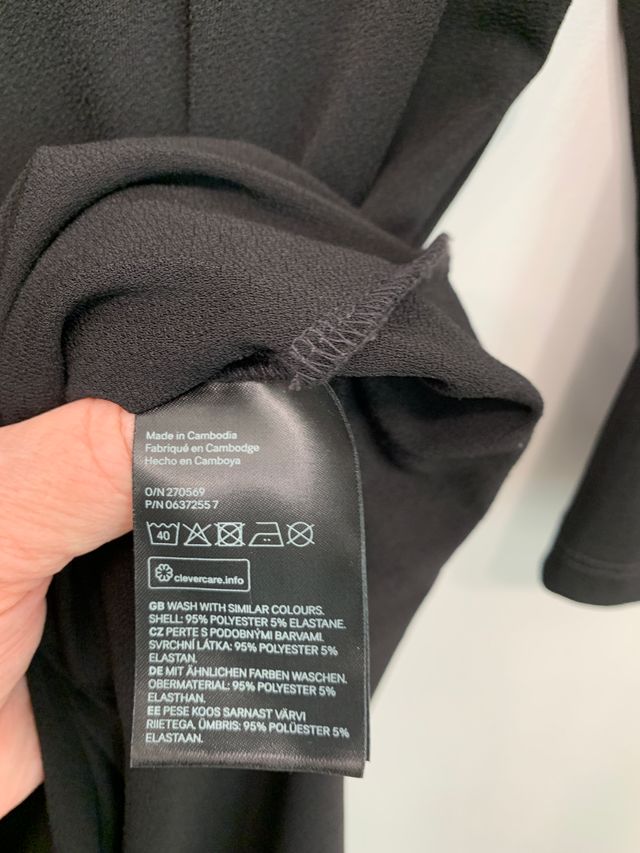 Made in Cambodia
Fabriqué en Cambodge
Hecho en Camboya
O/N 270569
P/N 0637255 7
40
clevercare.info
GB WASH WITH SIMILAR COLOURS.
SHELL: 95% POLYESTER 5% ELASTANE.
CZ PERTE S PODOBNÝMI BARVAMI.
SVRCHNÍ LÁTKA: 95% POLYESTER 5%
ELASTAN.
DE MIT ÄHNLICHEN FARBEN WASCHEN.
OBERMATERIAL: 95% POLYESTER 5%
ELASTHAN.
EE PESE KOOS SARNAST VÄRVI
RIIETEGA. ÜMBRIS: 95% POLÜESTER 5%
ELASTAAN.